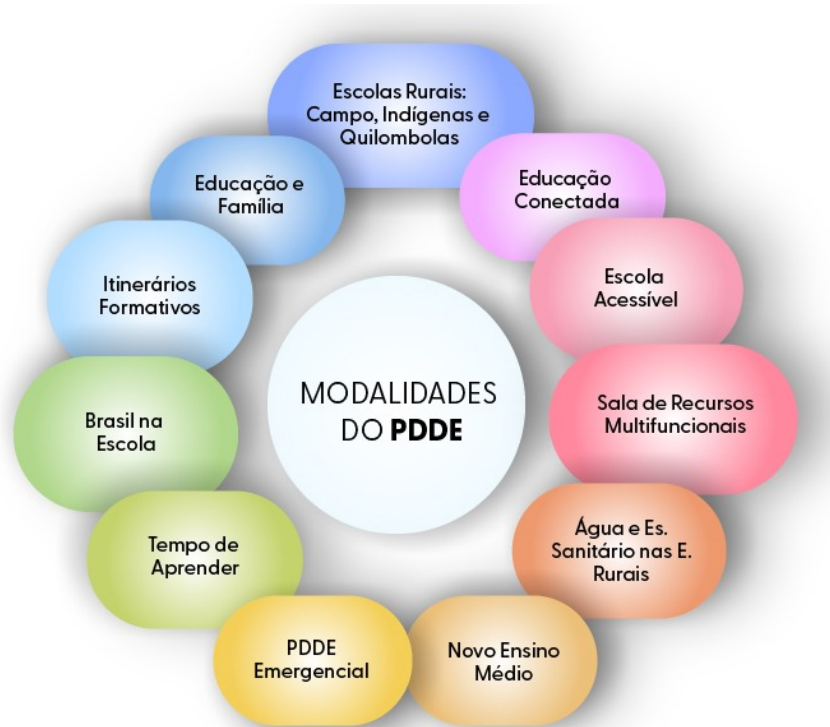 Escolas Rurais:
Campo, Indígenas e
Quilombolas
Educação
Conectada
Escola
Acessível
Sala de Recursos
Multifuncionais
Água e Es.
Sanitário nas E.
Rurais
Novo Ensino
Médio
PDDE
Emergencial
Tempo de
Aprender
Brasil na
Escola
Itinerários
Formativos
Educação e
Família
MODALIDADES
DO PDDE